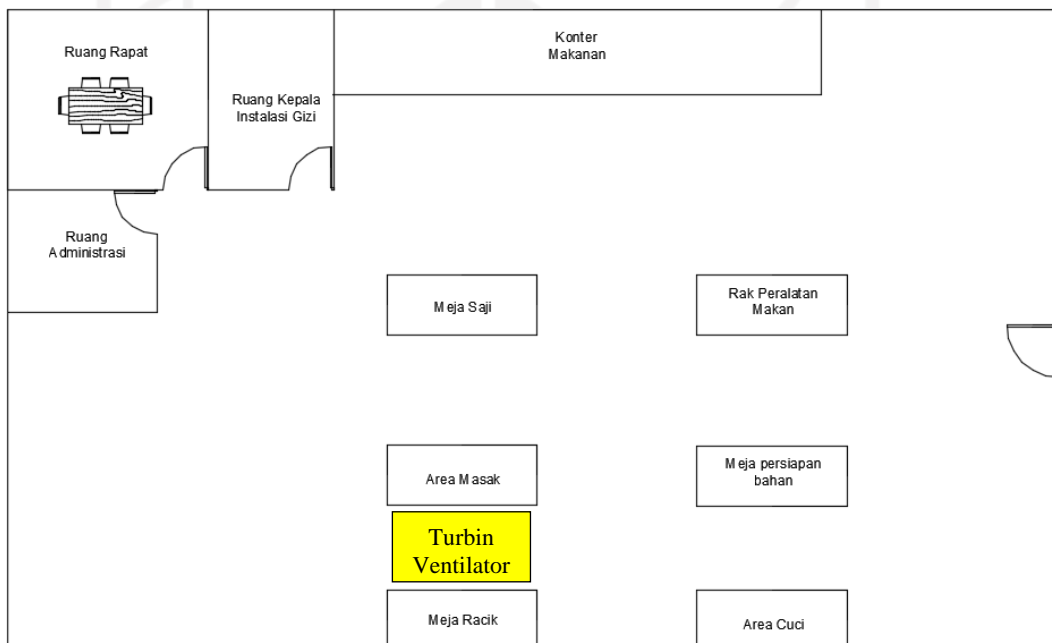 Ruang Rapat
Ruang Kepala
Instalasi Gizi
Konter
Makanan
Ruang
Administrasi
Meja Saji
Rak Peralatan
Makan
Area Masak
Meja persiapan
bahan
Turbin
Ventilator
Meja Racik
Area Cuci